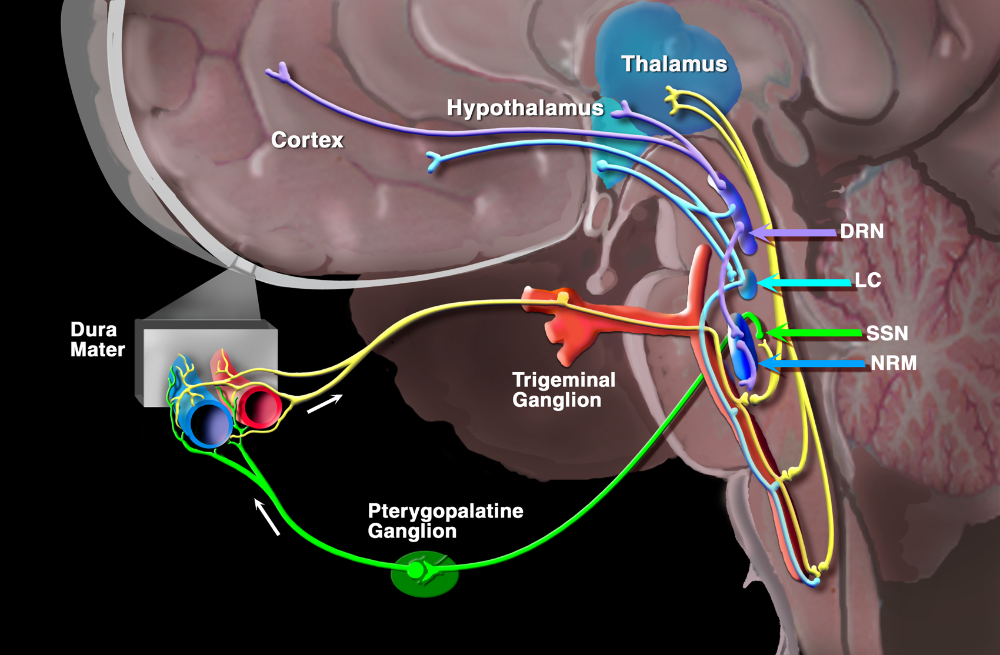 Thalamus
Hypothalamus
Cortex
DRN
LC
Dura
Mater
SSN
NRM
Trigeminal
Ganglion
Pterygopalatine
Ganglion